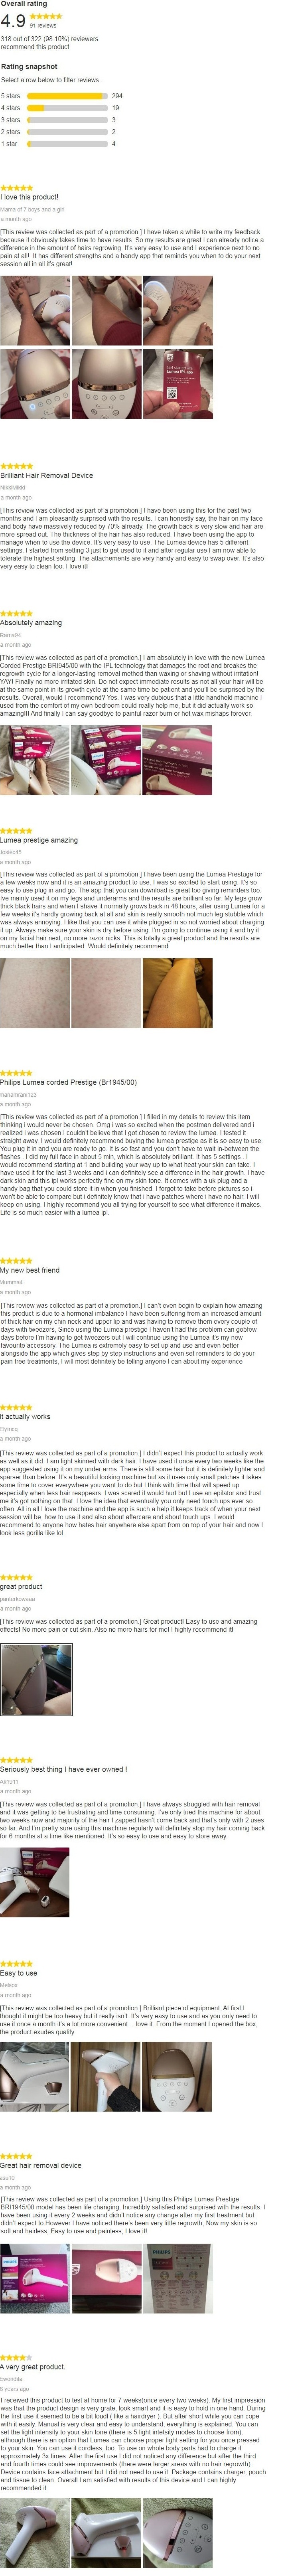 Overall rating
4.9
91 reviews
318 out of 322 (98.10%) reviewers
recommend this product
Rating snapshot
Select a row below to filter reviews.
5 stars 294
4 stars 19
3 stars 3
2 stars 2
1 star 4
I love this product!
Mama of 7 boys and a girl
a month ago
[This review was collected as part of a promotion.] I have taken a while to write my feedback
because it obviously takes time to have results. So my results are great I can already notice a
difference in the amount of hairs regrowing. It's very easy to use and I experience next to no
pain at all!. It has different strengths and a handy app that reminds you when to do your next
session all in all it's great!
Brilliant Hair Removal Device
a month ago
[This review was collected as part of a promotion.] I have been using this for the past two
months and I am pleasantly surprised with the results. I can honestly say, the hair on my face
and body have massively reduced by 70% already. The growth back is very slow and hair are
more spread out. The thickness of the hair has also reduced. I have been using the app to
manage when to use the device. It's very easy to use. The Lumea device has 5 different
settings. I started from setting 3 just to get used to it and after regular use I am now able to
tolerate the highest setting. The attachements are very handy and easy to swap over. It's also
very easy to clean too. I love it!
Absolutely amazing
Rama94
a month ago
[This review was collected as part of a promotion.] I am absolutely in love with the new Lumea
Corded Prestige BRI945/00 with the IPL technology that damages the root and breakes the
regrowth cycle for a longer-lasting removal method than waxing or shaving without irritation!
YAY! Finally no more irritated skin. Do not expect immediate results as not all your hair will be
at the same point in its growth cycle at the same time be patient and you'll be surprised by the
results. Overall, would I recommend? Yes. I was very dubious that a little handheld machine I
used from the comfort of my own bedroom could really help me, but it did actually work so
amazing!!! And finally I can say goodbye to painful razor burn or hot wax mishaps forever.
Lumea prestige amazing
Josiec45
a month ago
[This review was collected as part of a promotion.] I have been using the Lumea Prestuge for
a few weeks now and it is an amazing product to use. I was so excited to start using. It's so
easy to use plug in and go. The app that you can download is great too giving reminders too.
Ive mainly used it on my legs and underarms and the results are brilliant so far. My legs grow
thick black hairs and when I shave it normally grows back in 48 hours, after using Lumea for a
few weeks it's hardly growing back at all and skin is really smooth not much leg stubble which
was always annoying. I like that you can use it while plugged in so not worried about charging
it up. Always make sure your skin is dry before using. I'm going to continue using it and try it
on my facial hair next, no more razor nicks. This is totally a great product and the results are
much better than I anticipated. Would definitely recommend
Philips Lumea corded Prestige (Br1945/00)
mariamirani123
a month ago
[This review was collected as part of a promotion.] I filled in my details to review this item
thinking i would never be chosen. Omg i was so excited when the postman delivered and i
realized i was chosen I couldn't believe that I got chosen to review the lumea. I tested it
straight away. I would definitely recommend buying the lumea prestige as it is so easy to use.
You plug it in and you are ready to go. It is so fast and you don't have to wait in-between the
flashes . I did my full face in about 5 min, which is absolutely brilliant. It has 5 settings . I
would recommend starting at 1 and building your way up to what heat your skin can take. I
have used it for the last 3 weeks and i can definitely see a difference in the hair growth. I have
dark skin and this ipl works perfectly fine on my skin tone. It comes with a uk plug and a
handy bag that you could store it in when you finished. I forgot to take before pictures so i
won't be able to compare but i definitely know that i have patches where i have no hair. I will
keep on using. I highly recommend you all trying for yourself to see what difference it makes.
Life is so much easier with a lumea ipl.
My new best friend
Mumma4
a month ago
[This review was collected as part of a promotion.] I can't even begin to explain how amazing
this product is due to a hormonal imbalance I have been suffering from an increased amount
of thick hair on my chin neck and upper lip and was having to remove them every couple of
days with tweezers, Since using the Lumea prestige I haven't had this problem can gobfew
days before I'm having to get tweezers out I will continue using the Lumea it's my new
favourite accessory. The Lumea is extremely easy to set up and use and even better
alongside the app which gives step by step instructions and even set reminders to do your
pain free treatments, I will most definitely be telling anyone I can about my experience
It actually works
Elymcq
a month ago
[This review was collected as part of a promotion.] I didn't expect this product to actually work
as well as it did. I am light skinned with dark hair. I have used it once every two weeks like the
app suggested using it on my under arms. There is still some hair but it is definitely lighter and
sparser than before. It's a beautiful looking machine but as it uses only small patches it takes
some time to cover everywhere you want to do but I think with time that will speed up
especially when less hair reappears. I was scared it would hurt but I use an epilator and trust
me it's got nothing on that. I love the idea that eventually you only need touch ups ever so
often. All in all I love the machine and the app is such a help it keeps track of when your next
session will be, how to use it and also about aftercare and about touch ups. I would
recommend to anyone how hates hair anywhere else apart from on top of your hair and now I
look less gorilla like lol.
great product
panterkowaaa
a month ago
[This review was collected as part of a promotion.] Great product! Easy to use and amazing
effects! No more pain or cut skin. Also no more hairs for me! I highly recommend it!
Seriously best thing I have ever owned !
Ak1011
a month ago
[This review was collected as part of a promotion.] I have always struggled with hair removal
and it was getting to be frustrating and time consuming. I've only tried this machine for about
two weeks now and majority of the hair I zapped hasn't come back and that's only with 2 uses
so far. And I'm pretty sure using this machine regularly will definitely stop my hair coming back
for 6 months at a time like mentioned. It's so easy to use and easy to store away.
Easy to use
Melsxx
a month ago
[This review was collected as part of a promotion.] Brilliant piece of equipment. At first I
thought it might be too heavy but it really isn't. It's very easy to use and as you only need to
use it once a month it's a lot more convenient... love it. From the moment I opened the box,
the product exudes quality
Great hair removal device
issv10
a month ago
[This review was collected as part of a promotion.] Using this Philips Lumea Prestige
BRI1945/00 model has been life changing. Incredibly satisfied and surprised with the results. I
have been using it every 2 weeks and didn't notice any change after my first treatment but
didn't expect to.However I have noticed there's been very little regrowth, Now my skin is so
soft and hairless, Easy to use and painless, I love it!
A very great product.
Ewondita
6 years ago
I received this product to test at home for 7 weeks(once every two weeks). My first impression
was that the product design is very grate, look smart and it is easy to hold in one hand. During
the first use it seemed to be a bit loud( I like a hairdryer ). But after short while you can comes
with it easily. Manual is very clear and easy to understand, everything is explained. You can
set the light intensity to your skin tone (there is 5 light intesity modes to choose from),
although there is an option that Lumea can choose proper light setting for you once pressed
to your skin. You can use it cordless, too. To use on whole body parts had to charge it
approximately 3x times. After the first use I did not noticed any difference but after the third
and fourth times could see improvements (there were larger areas with no hair regrowth).
Device contains face attachment but I did not need to use it. Package contains charger, pouch
and tissue to clean. Overall I am satisfied with results of this device and I can highly
recommended it.